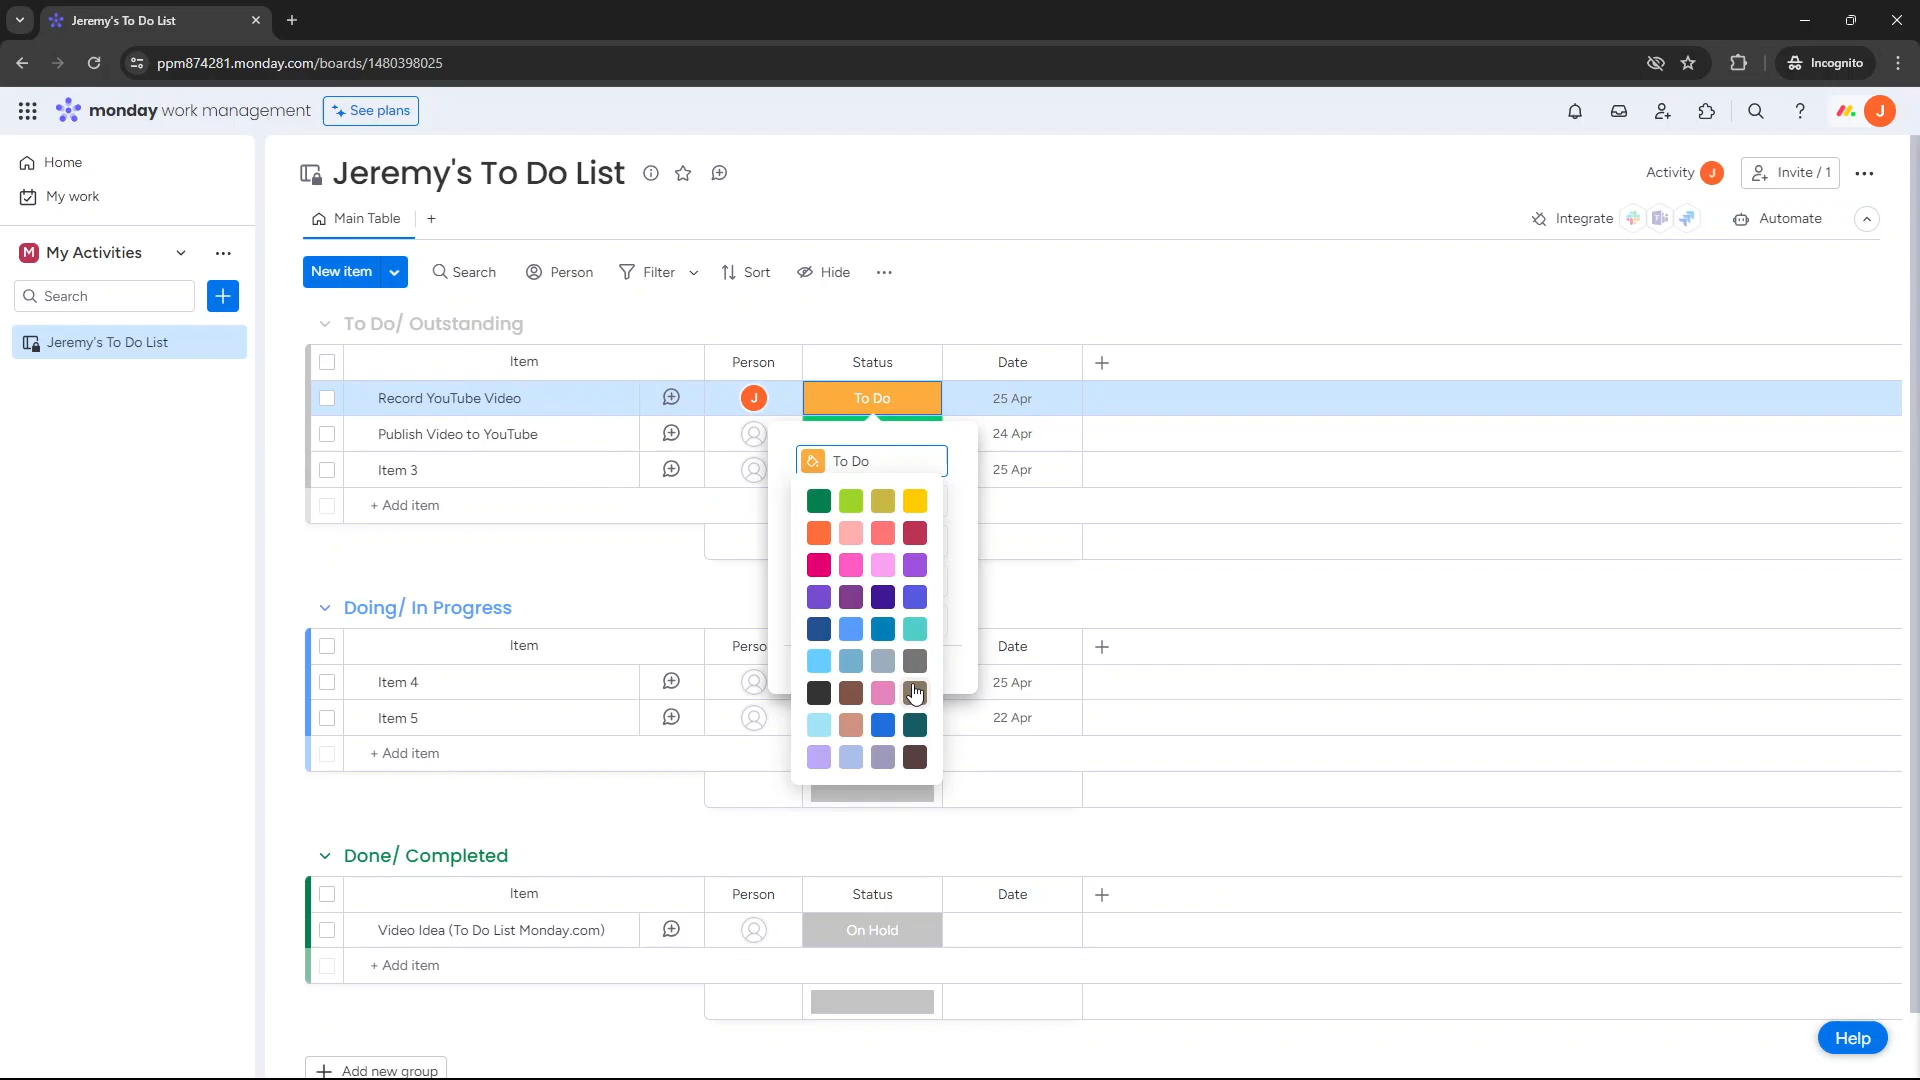 Jeremy's To Do List
ppm874281.monday.com/boards/1480398025
Incognito
monday work management
See plans
J
Home
My work
M My Activities
Search
Jeremy's To Do List
Jeremy's To Do List
Activity J
Invite / 1
Main Table
Integrate
Automate
New item
Search
Person
Filter
Sort
Hide
To Do/ Outstanding
Item Person Status Date
Record YouTube Video J To Do 25 Apr
Publish Video to YouTube 24 Apr
To Do
Item 3 25 Apr
+ Add item
Doing/ In Progress
Item Perso Date
Item 4 25 Apr
Item 5 22 Apr
+ Add item
Done/ Completed
Item Person Status Date
Video Idea (To Do List Monday.com) On Hold
+ Add item
Help
Add new group